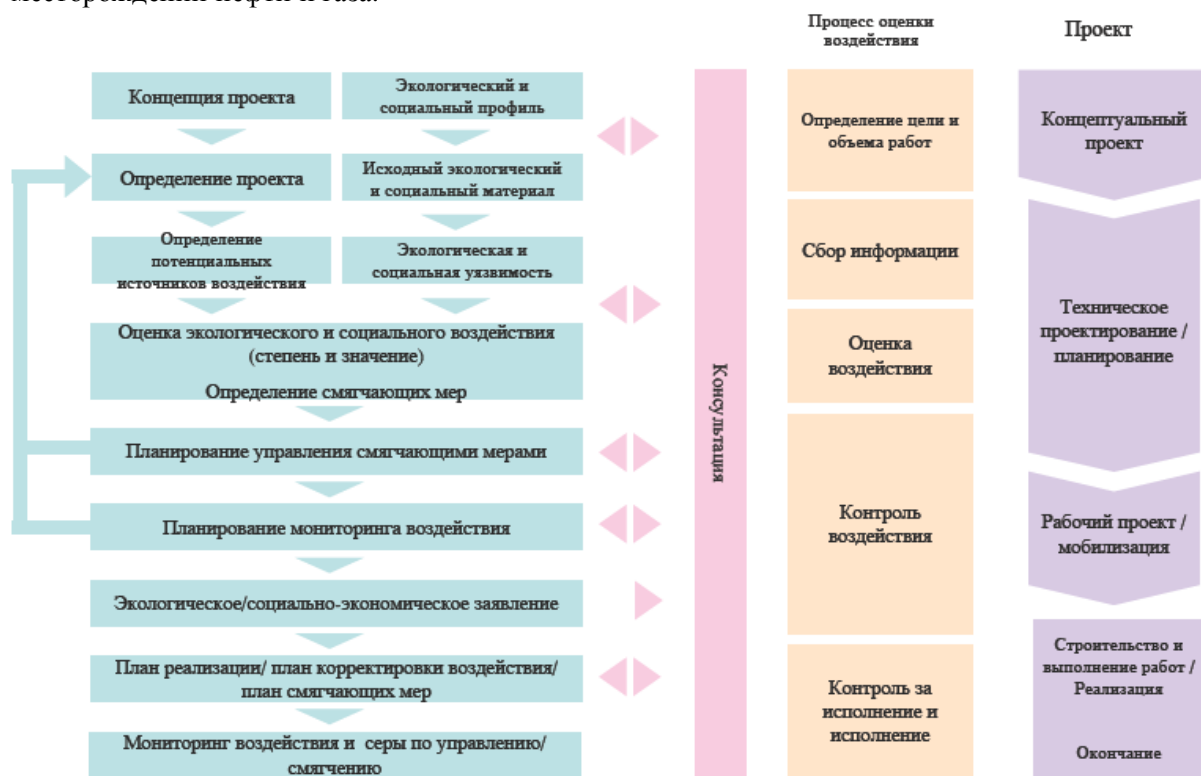 Процесс оценки
воздействия
Проект
Концепция проекта
Экологический и
социальный профиль
Определение проекта
Исходный экологический
и социальный материал
Определение
потенциальных
источников воздействия
Экологическая и
социальная уязвимость
Оценка экологического и социального воздействия
(степень и значение)
Определение смягчающих мер
Планирование управления смягчающими мерами
Планирование мониторинга воздействия
Экологическое/социально-экономическое заявление
План реализации/ план корректировки воздействия/
план смягчающих мер
Мониторинг воздействия и серы по управлению/
смягчению
Консультация
Определение цели и
объема работ
Сбор информации
Оценка
воздействия
Контроль
воздействия
Контроль за
исполнение и
исполнение
Концептуальный
проект
Техническое
проектирование /
планирование
Рабочий проект /
мобилизация
Строительство и
выполнение работ /
Реализация
Окончание